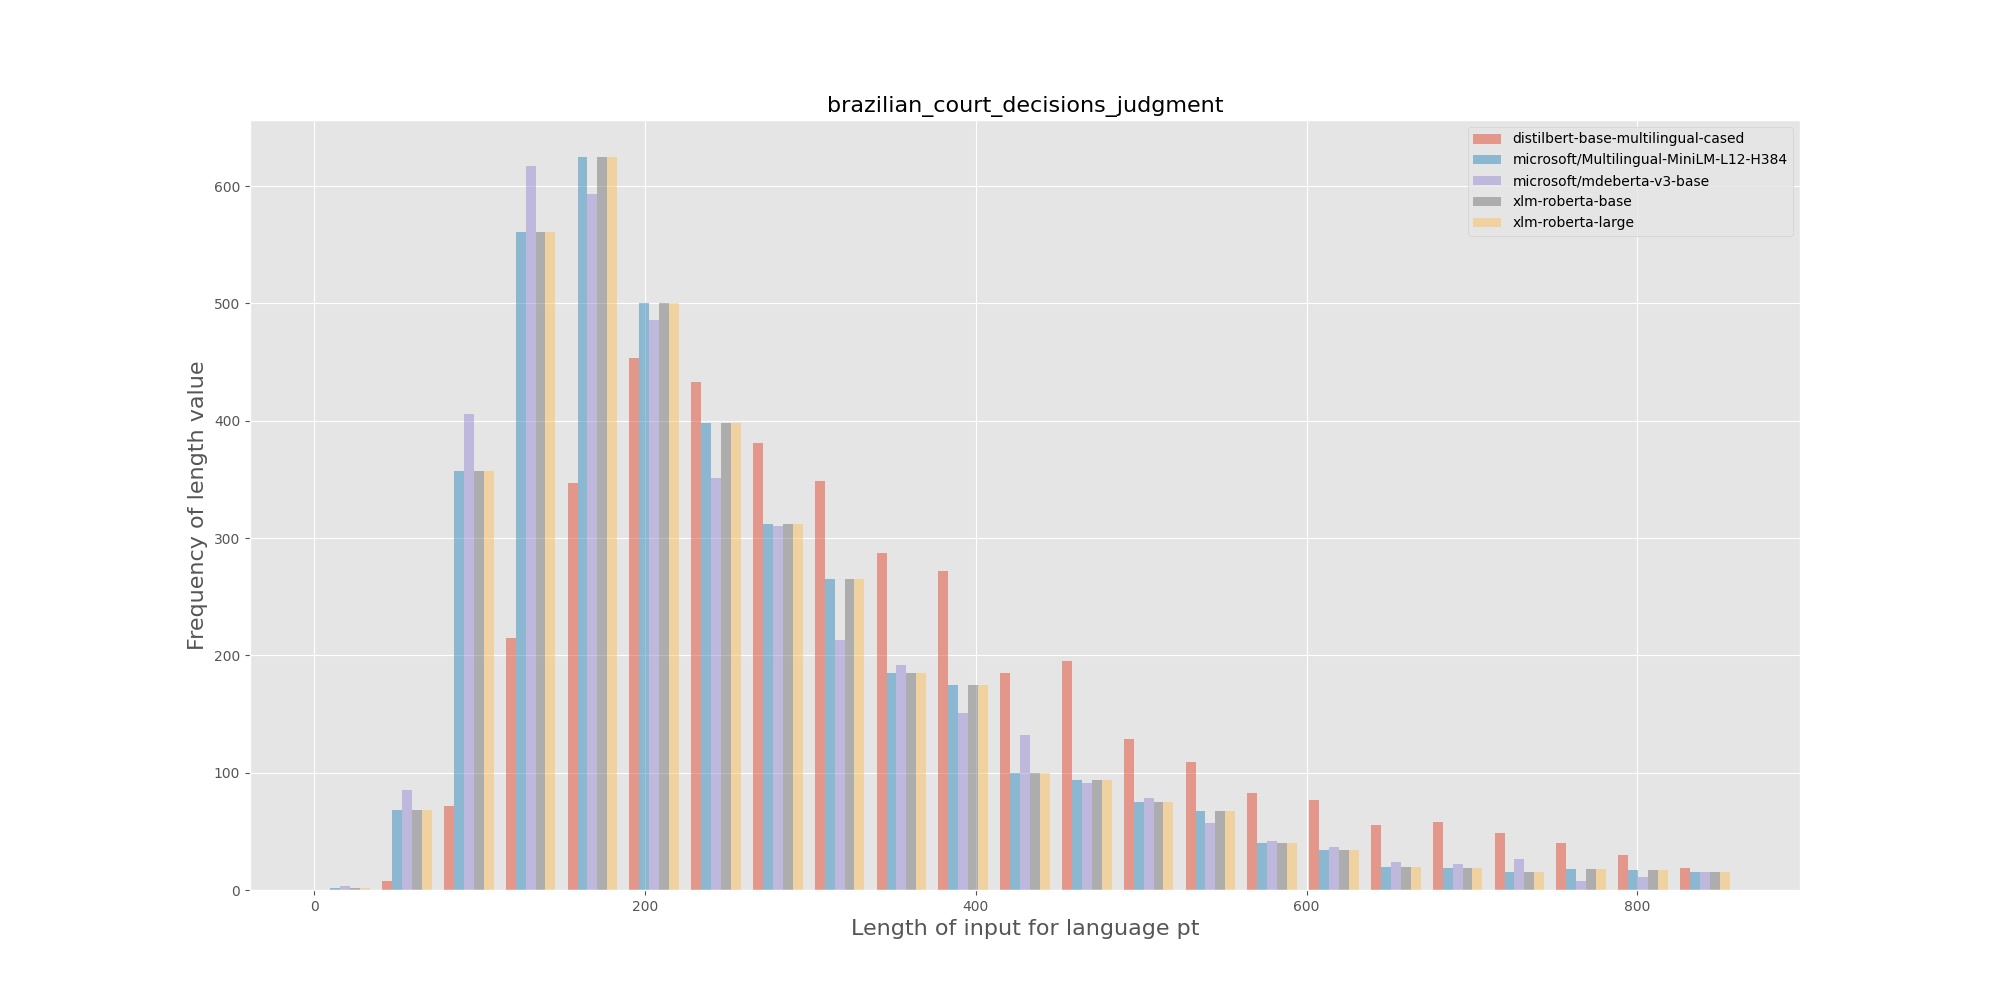 brazilian_court_decisions_judgment
distilbert-base-multilingual-cased
microsoft/Multilingual-MiniLM-L12-H384
microsoft/mdeberta-v3-base
xlm-roberta-base
xlm-roberta-large
Frequency of length value
600
500
400
300
200
100
0
0 200 400 600 800
Length of input for language pt